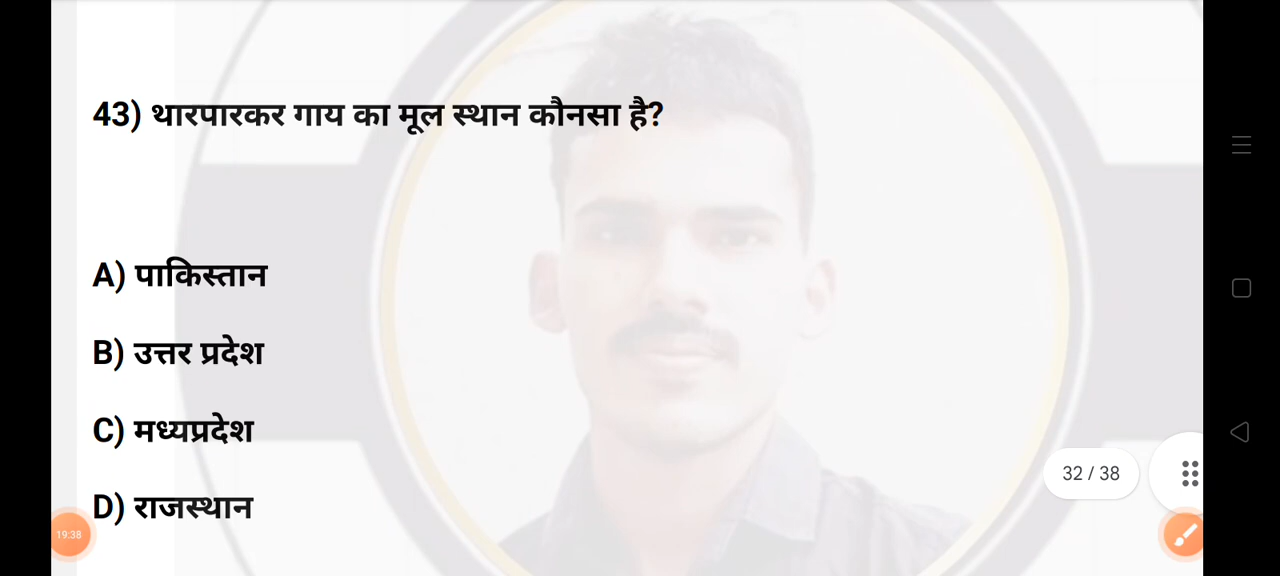 43) थारपारकर गाय का मूल स्थान कौनसा है?
A) पाकिस्तान
B) उत्तर प्रदेश
C) मध्यप्रदेश
D) राजस्थान
32 / 38
19:38